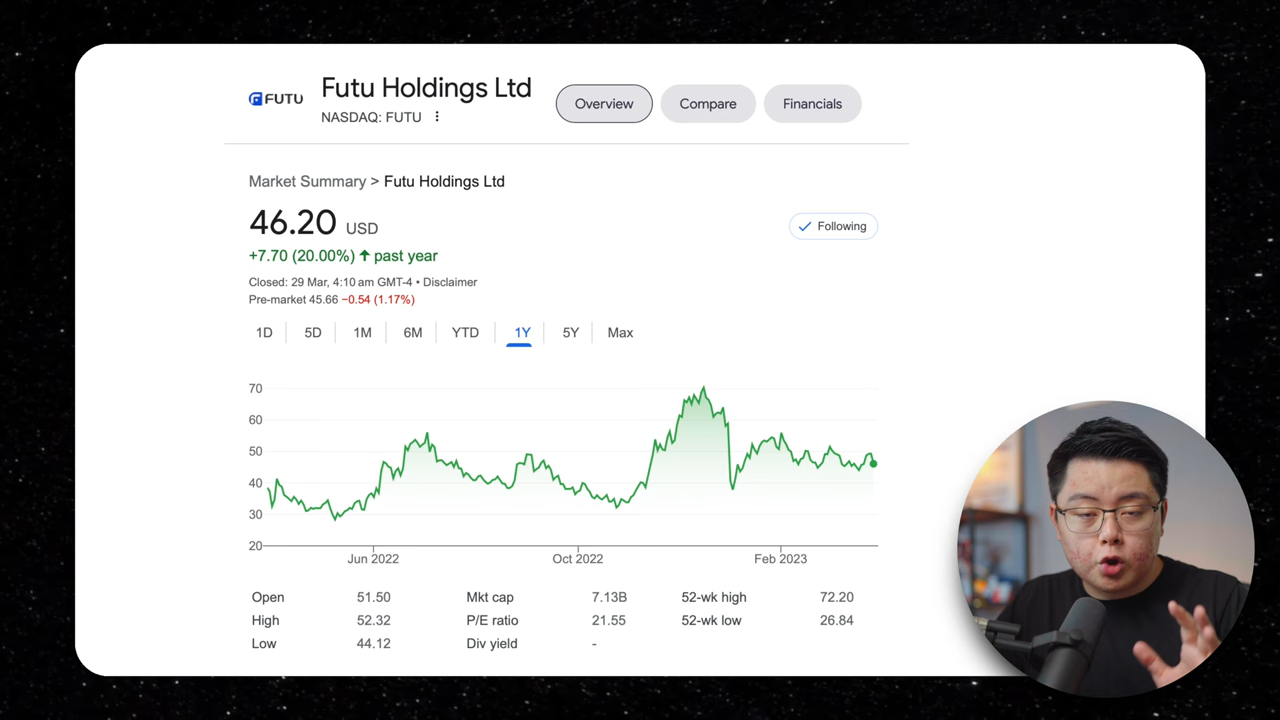 FUTU
Futu Holdings Ltd
NASDAQ: FUTU
Overview
Compare
Financials
Market Summary > Futu Holdings Ltd
46.20 USD
Following
+7.70 (20.00%) ↑ past year
Closed: 29 Mar, 4:10 am GMT-4 • Disclaimer
Pre-market 45.66 −0.54 (1.17%)
1D 5D 1M 6M YTD 1Y 5Y Max
70
60
50
40
30
20
Jun 2022 Oct 2022 Feb 2023
Open 51.50 Mkt cap 7.13B 52-wk high 72.20
High 52.32 P/E ratio 21.55 52-wk low 26.84
Low 44.12 Div yield -